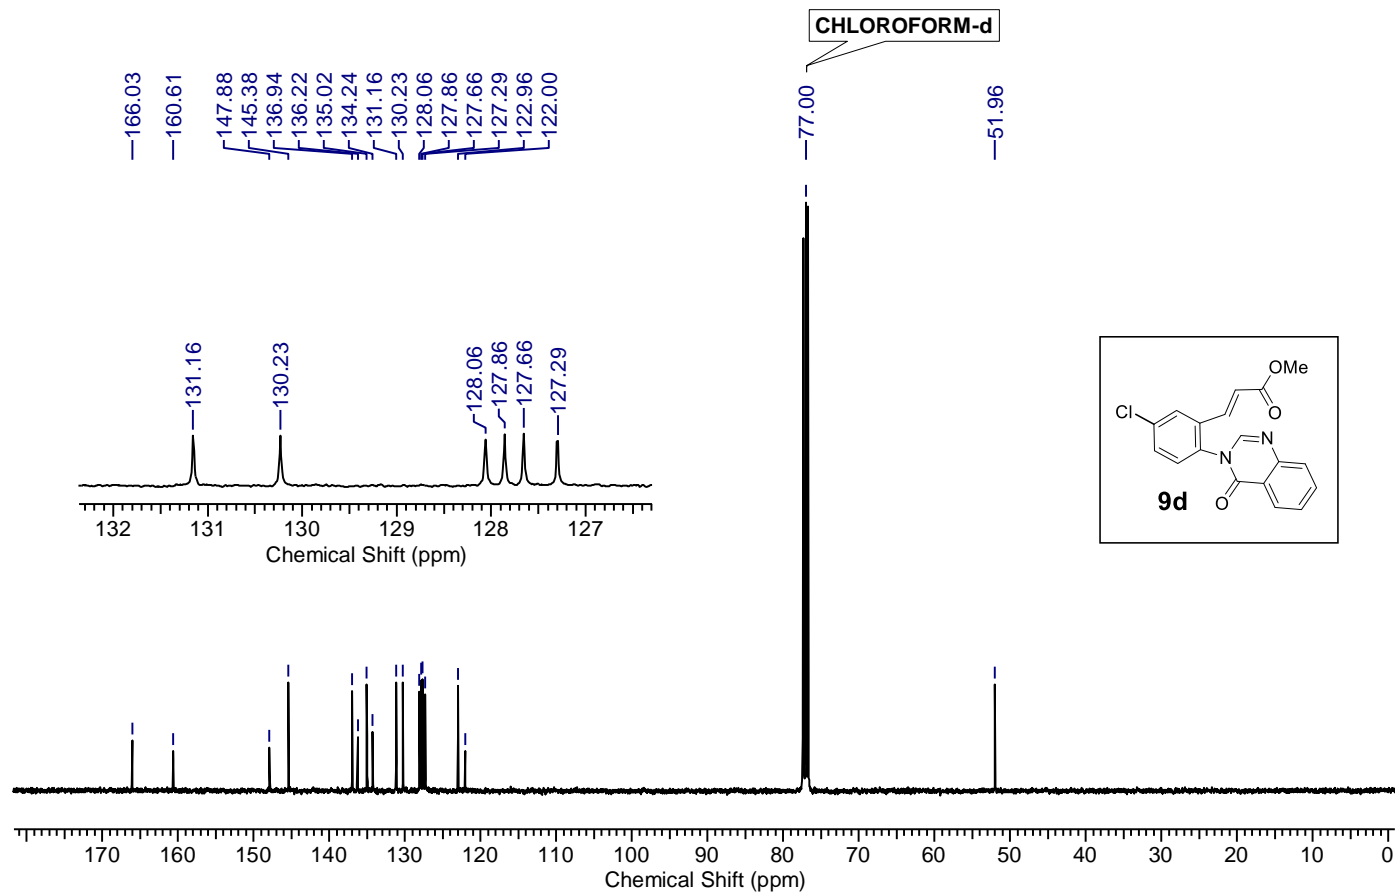 CHLOROFORM-d
166.03
160.61
147.88
145.38
136.94
136.22
135.02
134.24
131.16
130.23
128.06
127.86
127.66
127.29
122.96
122.00
77.00
51.96
131.16
130.23
128.06
127.86
127.66
127.29
132 131 130 129 128 127
Chemical Shift (ppm)
OMe
O
Cl
N
N
O
9d
170 160 150 140 130 120 110 100 90 80 70 60 50 40 30 20 10 0
Chemical Shift (ppm)